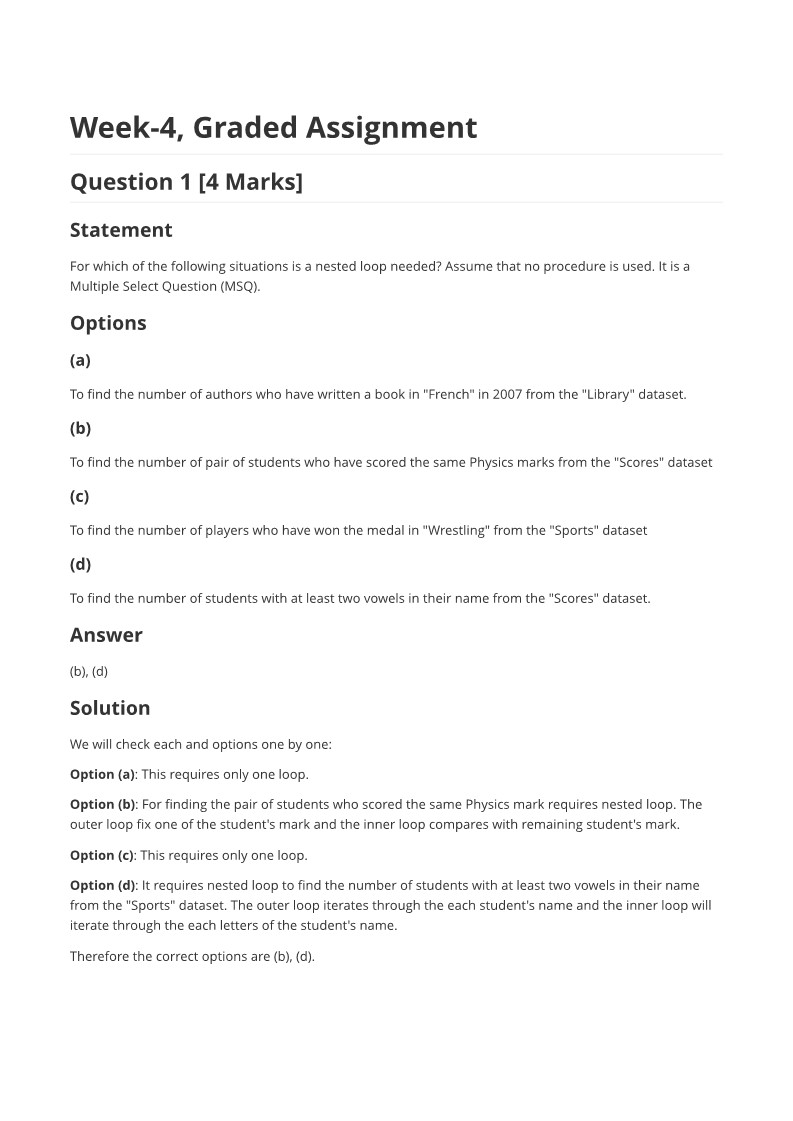 Week-4, Graded Assignment
Question 1 [4 Marks]
Statement
For which of the following situations is a nested loop needed? Assume that no procedure is used. It is a
Multiple Select Question (MSQ).
Options
(a)
To find the number of authors who have written a book in "French" in 2007 from the "Library" dataset.
(b)
To find the number of pair of students who have scored the same Physics marks from the "Scores" dataset
(c)
To find the number of players who have won the medal in "Wrestling" from the "Sports" dataset
(d)
To find the number of students with at least two vowels in their name from the "Scores" dataset.
Answer
(b), (d)
Solution
We will check each and options one by one:
Option (a): This requires only one loop.
Option (b): For finding the pair of students who scored the same Physics mark requires nested loop. The
outer loop fix one of the student's mark and the inner loop compares with remaining student's mark.
Option (c): This requires only one loop.
Option (d): It requires nested loop to find the number of students with at least two vowels in their name
from the "Sports" dataset. The outer loop iterates through the each student's name and the inner loop will
iterate through the each letters of the student's name.
Therefore the correct options are (b), (d).